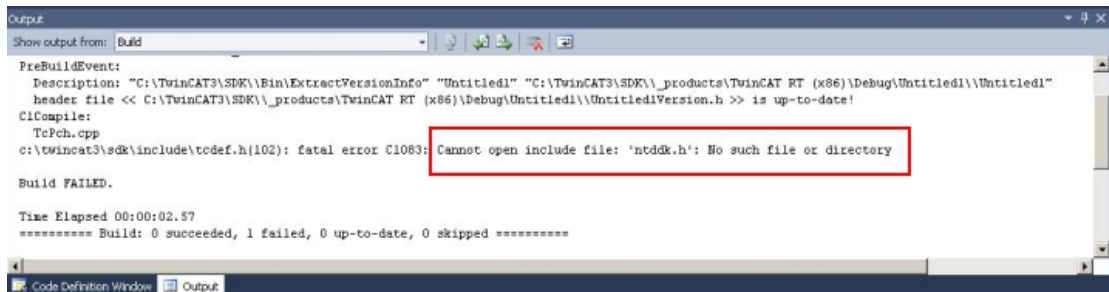 Output
Show output from: Build
PreBuildEvent:
Description: "C:\TwinCAT3\SDK\\Bin\ExtractVersionInfo" "Untitled1" "C:\TwinCAT3\SDK\\_products\TwinCAT RT (x86)\Debug\Untitled1\\Untitled1"
header file << C:\TwinCAT3\SDK\\_products\TwinCAT RT (x86)\Debug\Untitled1\\Untitled1Version.h >> is up-to-date!
ClCompile:
TcPch.cpp
c:\twincat3\sdk\include\tcdef.h(102): fatal error C1083: Cannot open include file: 'ntddk.h': No such file or directory
Build FAILED.
Time Elapsed 00:00:02.57
========== Build: 0 succeeded, 1 failed, 0 up-to-date, 0 skipped ==========
Code Definition Window Output